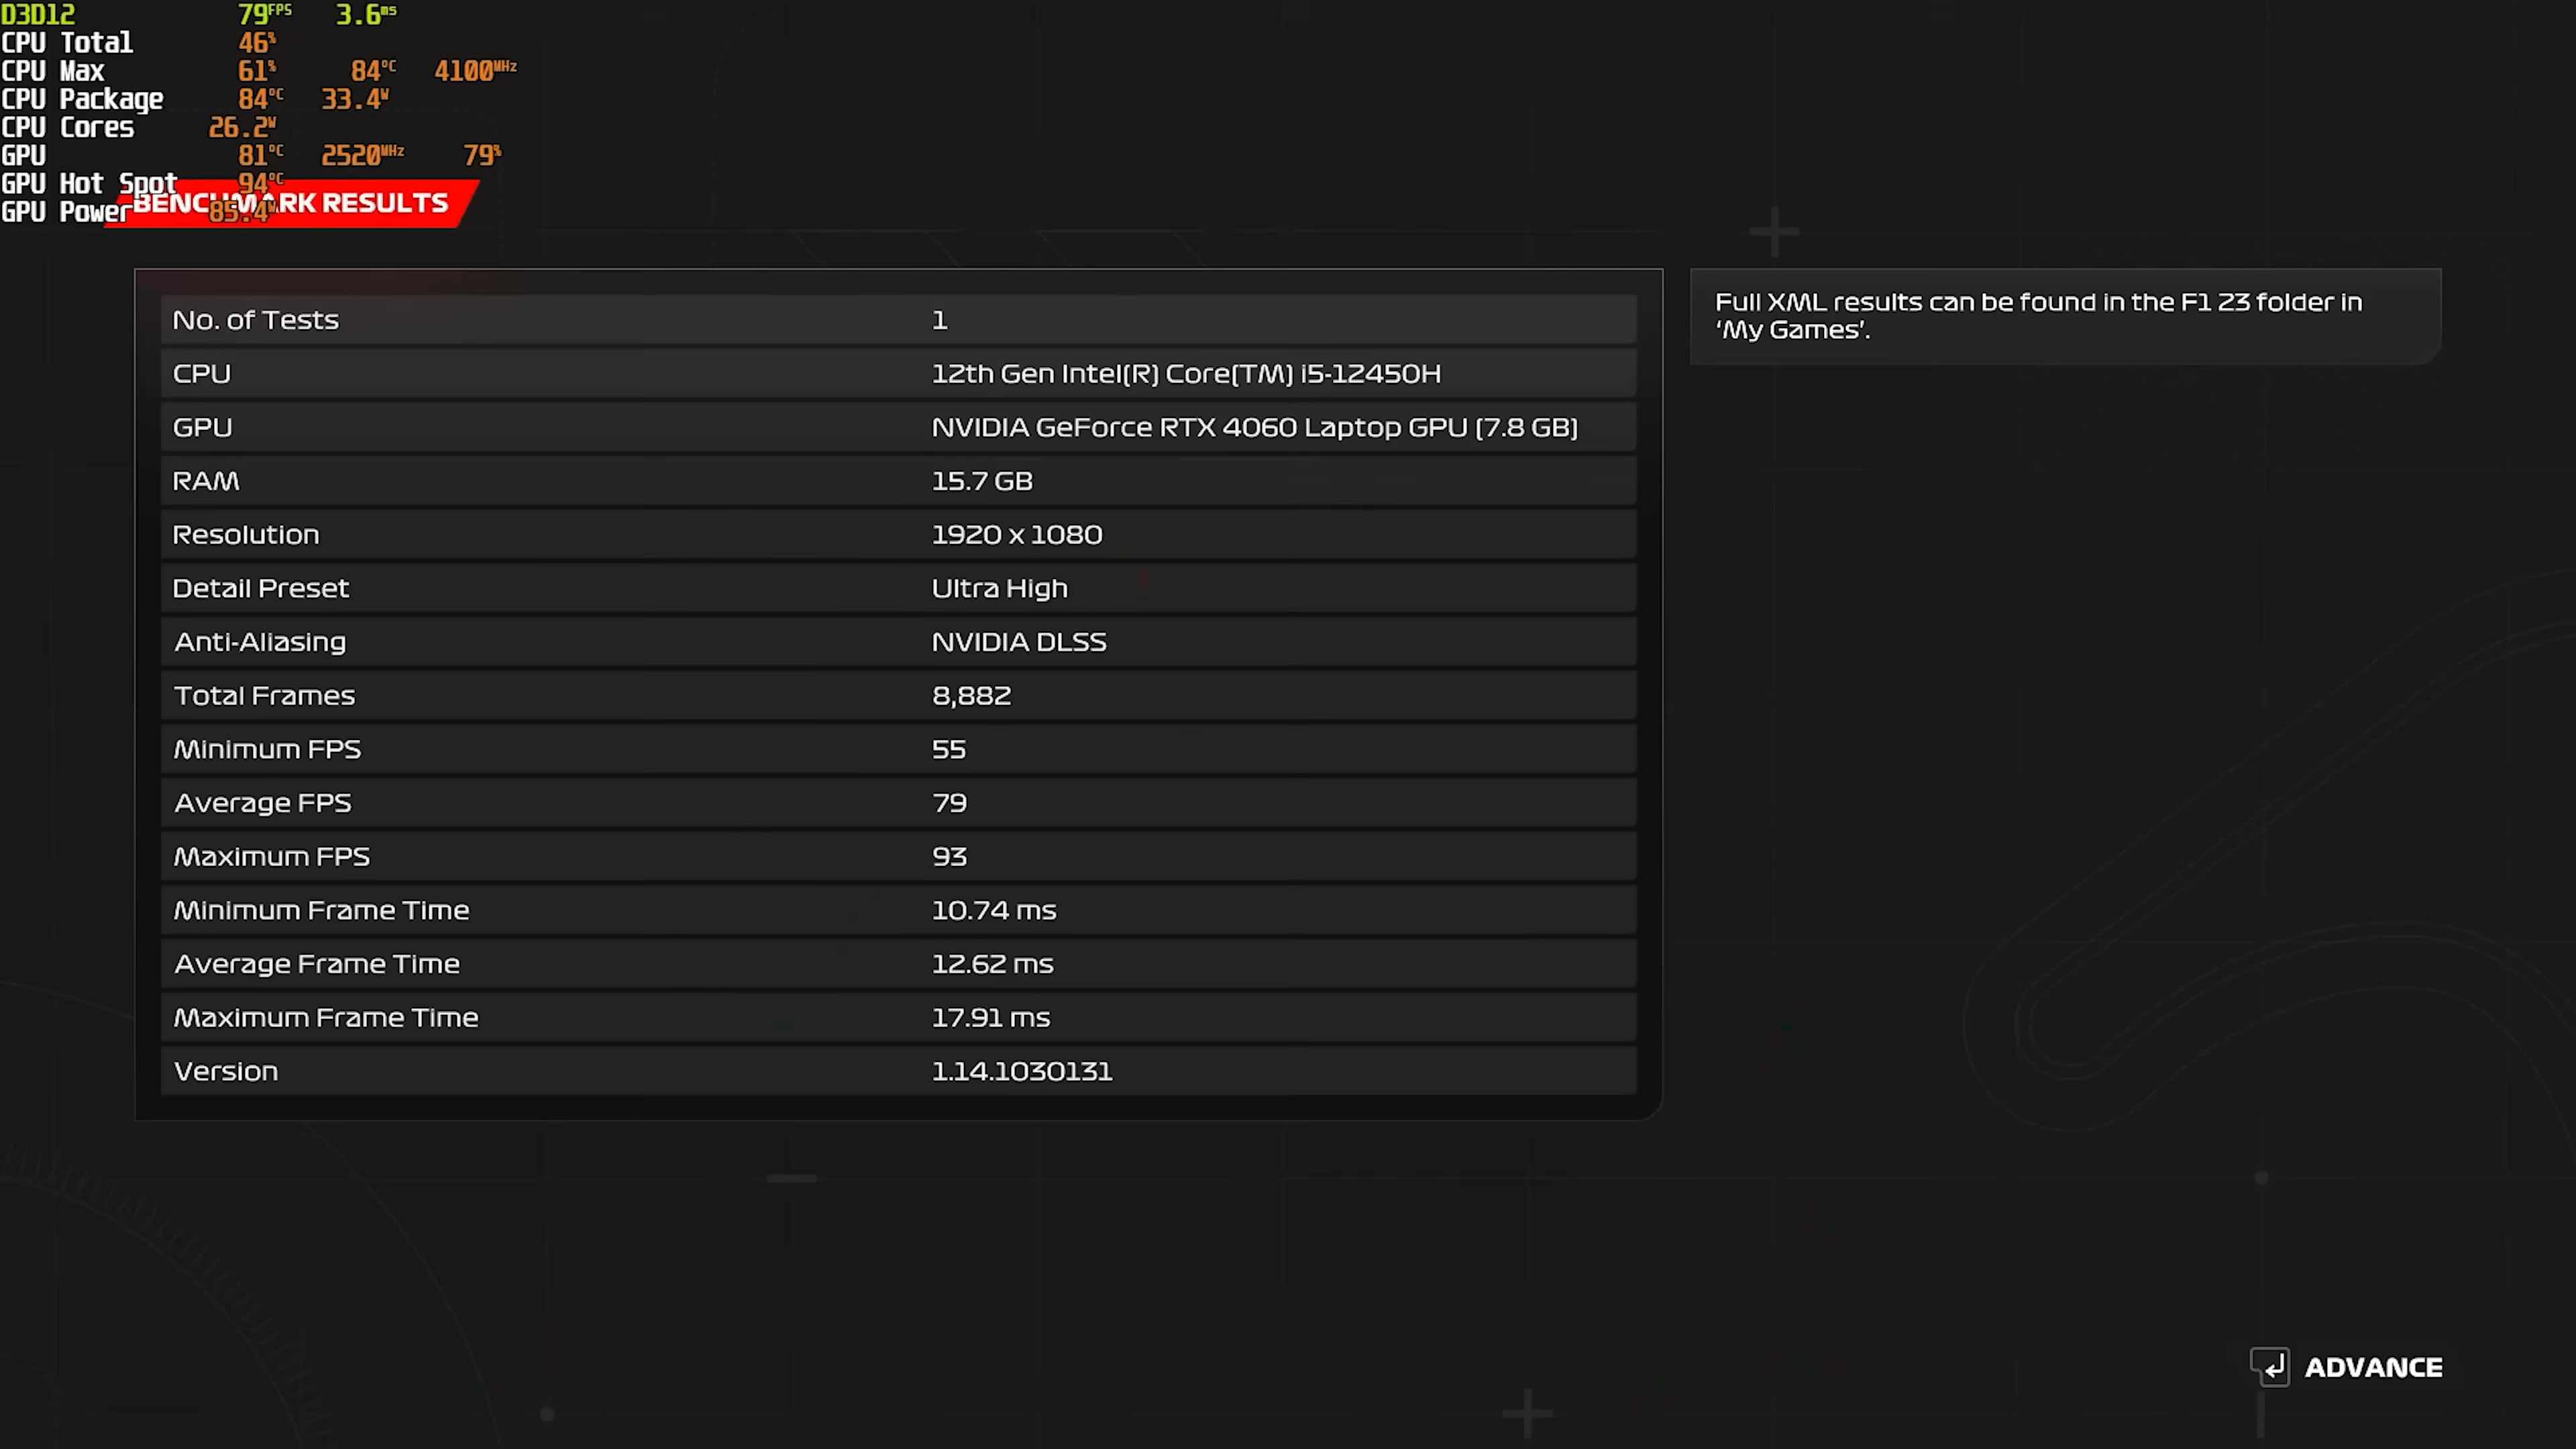 D3D12 79FPS 3.6ms
CPU Total 46%
CPU Max 61% 84°C 4100MHz
CPU Package 84°C 33.4W
CPU Cores 26.2W
GPU 81°C 2520MHz 79%
GPU Hot Spot 94°C
GPU Power 85.4W
BENCHMARK RESULTS
No. of Tests 1
CPU 12th Gen Intel(R) Core(TM) i5-12450H
GPU NVIDIA GeForce RTX 4060 Laptop GPU (7.8 GB)
RAM 15.7 GB
Resolution 1920 x 1080
Detail Preset Ultra High
Anti-Aliasing NVIDIA DLSS
Total Frames 8,882
Minimum FPS 55
Average FPS 79
Maximum FPS 93
Minimum Frame Time 10.74 ms
Average Frame Time 12.62 ms
Maximum Frame Time 17.91 ms
Version 1.14.1030131
Full XML results can be found in the F1 23 folder in
‘My Games’.
ADVANCE